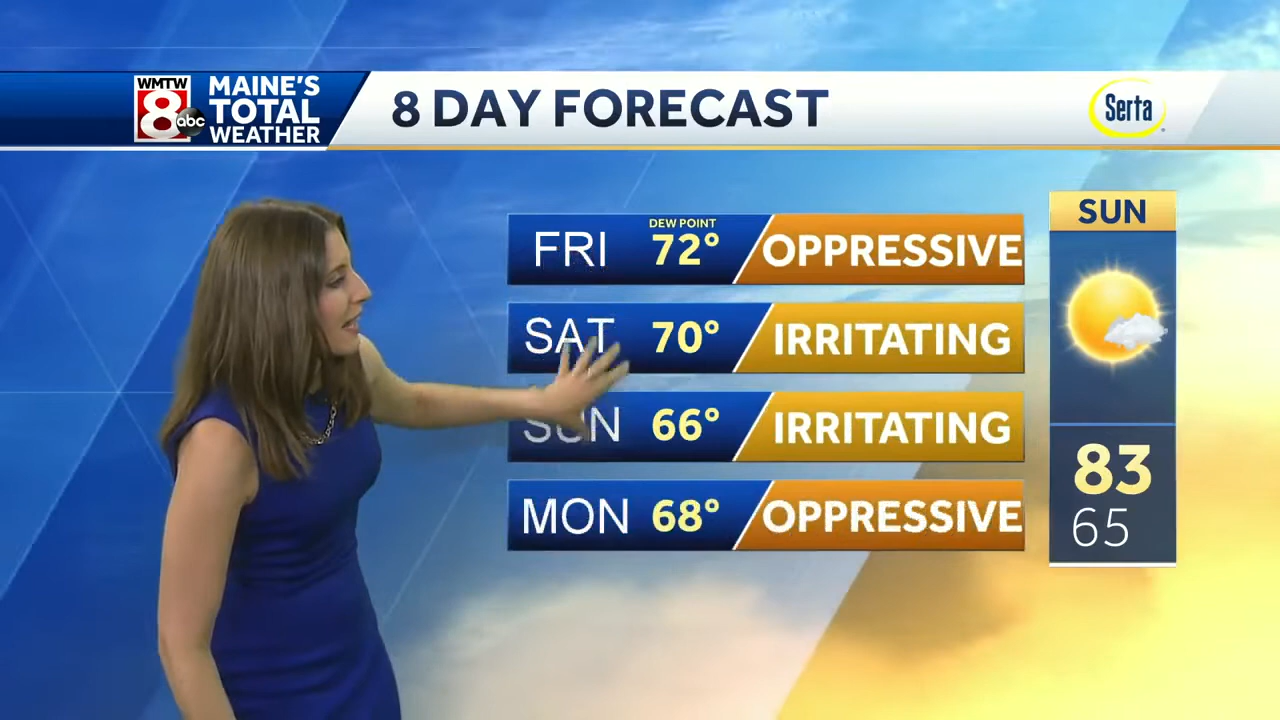 WMTW
8
abc
MAINE'S
TOTAL
WEATHER
8 DAY FORECAST
Serta
DEW POINT
FRI 72° OPPRESSIVE
SAT 70° IRRITATING
SUN 66° IRRITATING
MON 68° OPPRESSIVE
SUN
83
65